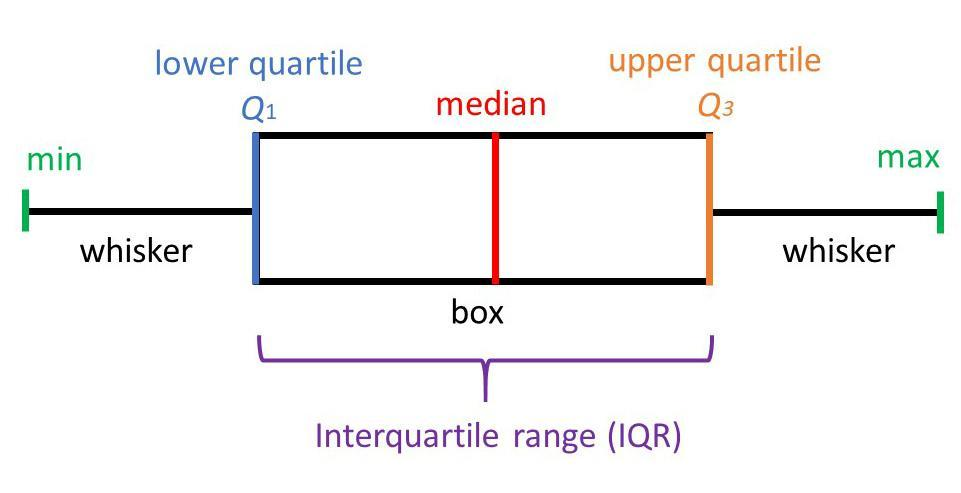 lower quartile
Q1
upper quartile
Q3
median
min
max
whisker
whisker
box
Interquartile range (IQR)